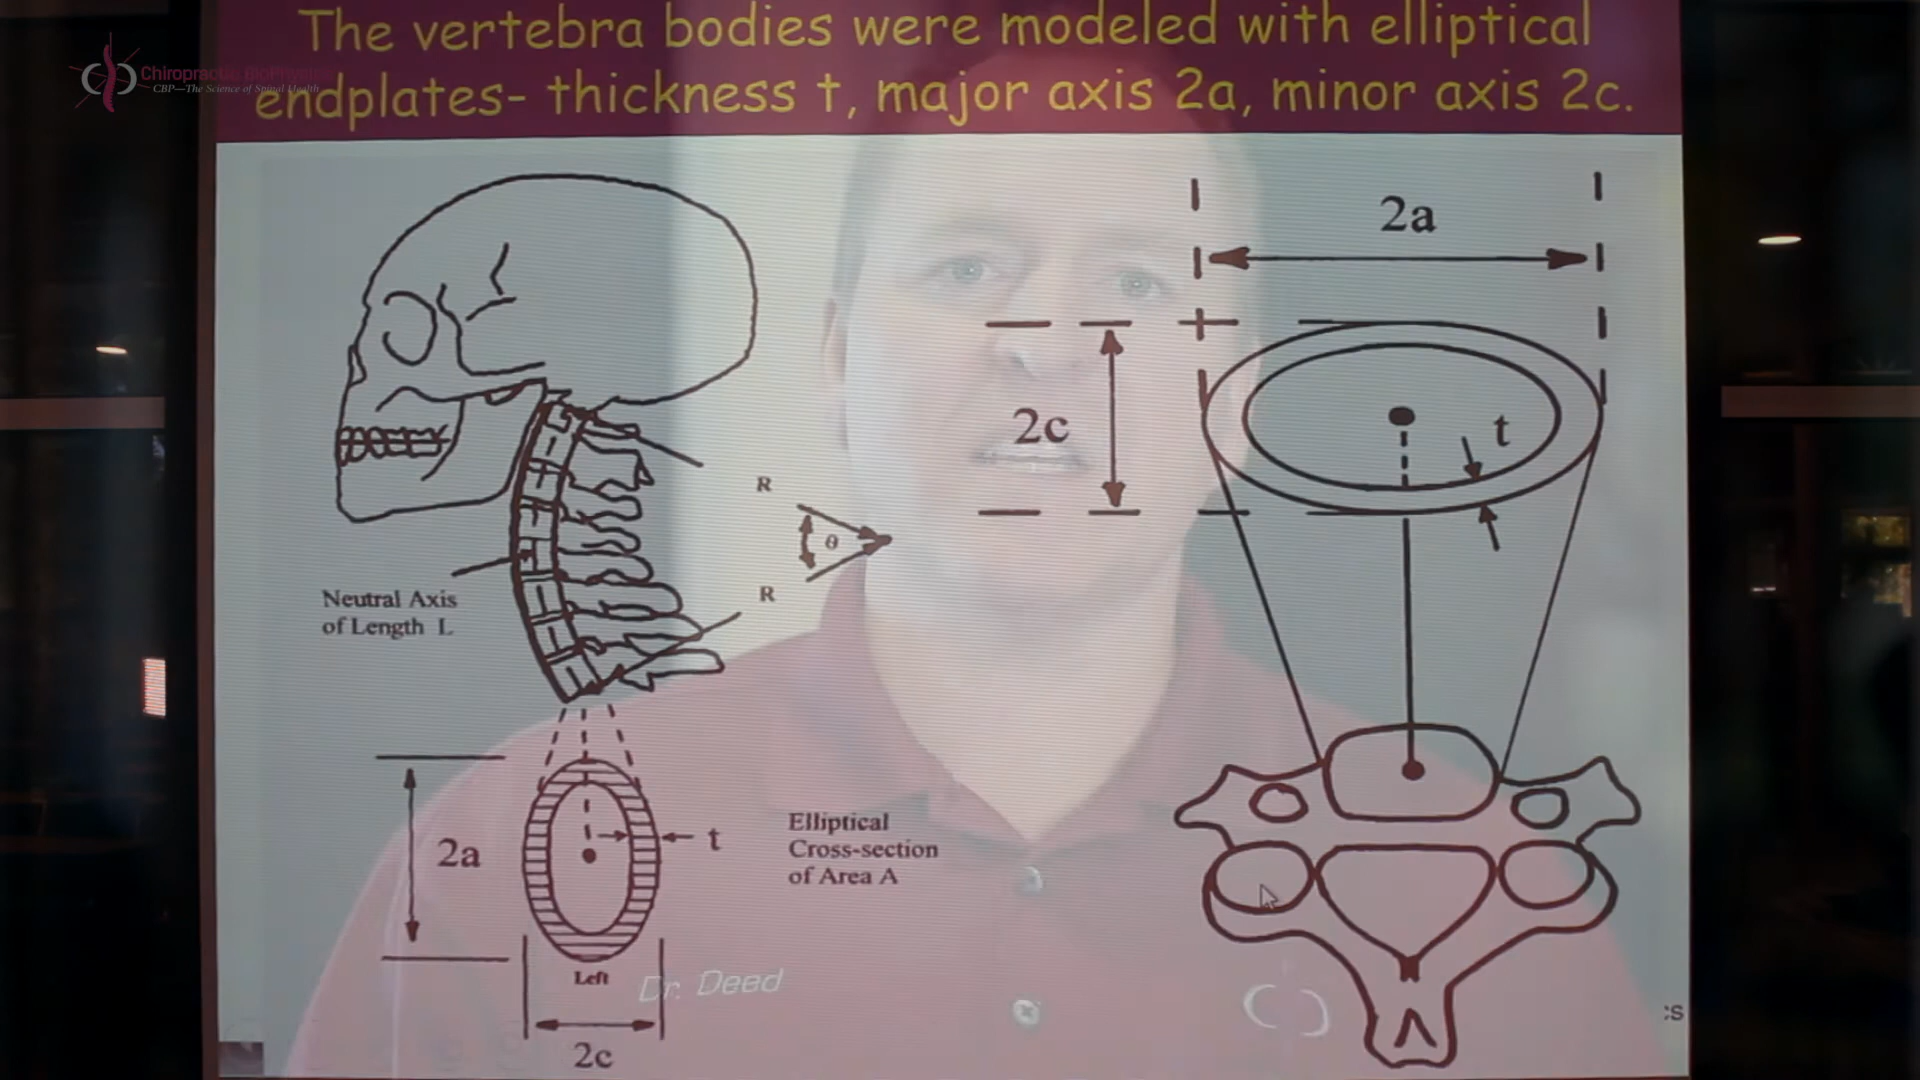 The vertebra bodies were modeled with elliptical
endplates- thickness t, major axis 2a, minor axis 2c.
Chiropractic BioPhysics
CBP—The Science of Spinal Health
2a
2c
t
R
θ
R
Neutral Axis
of Length L
2a
t
Elliptical
Cross-section
of Area A
Left
Dr. Deed
cs
2c